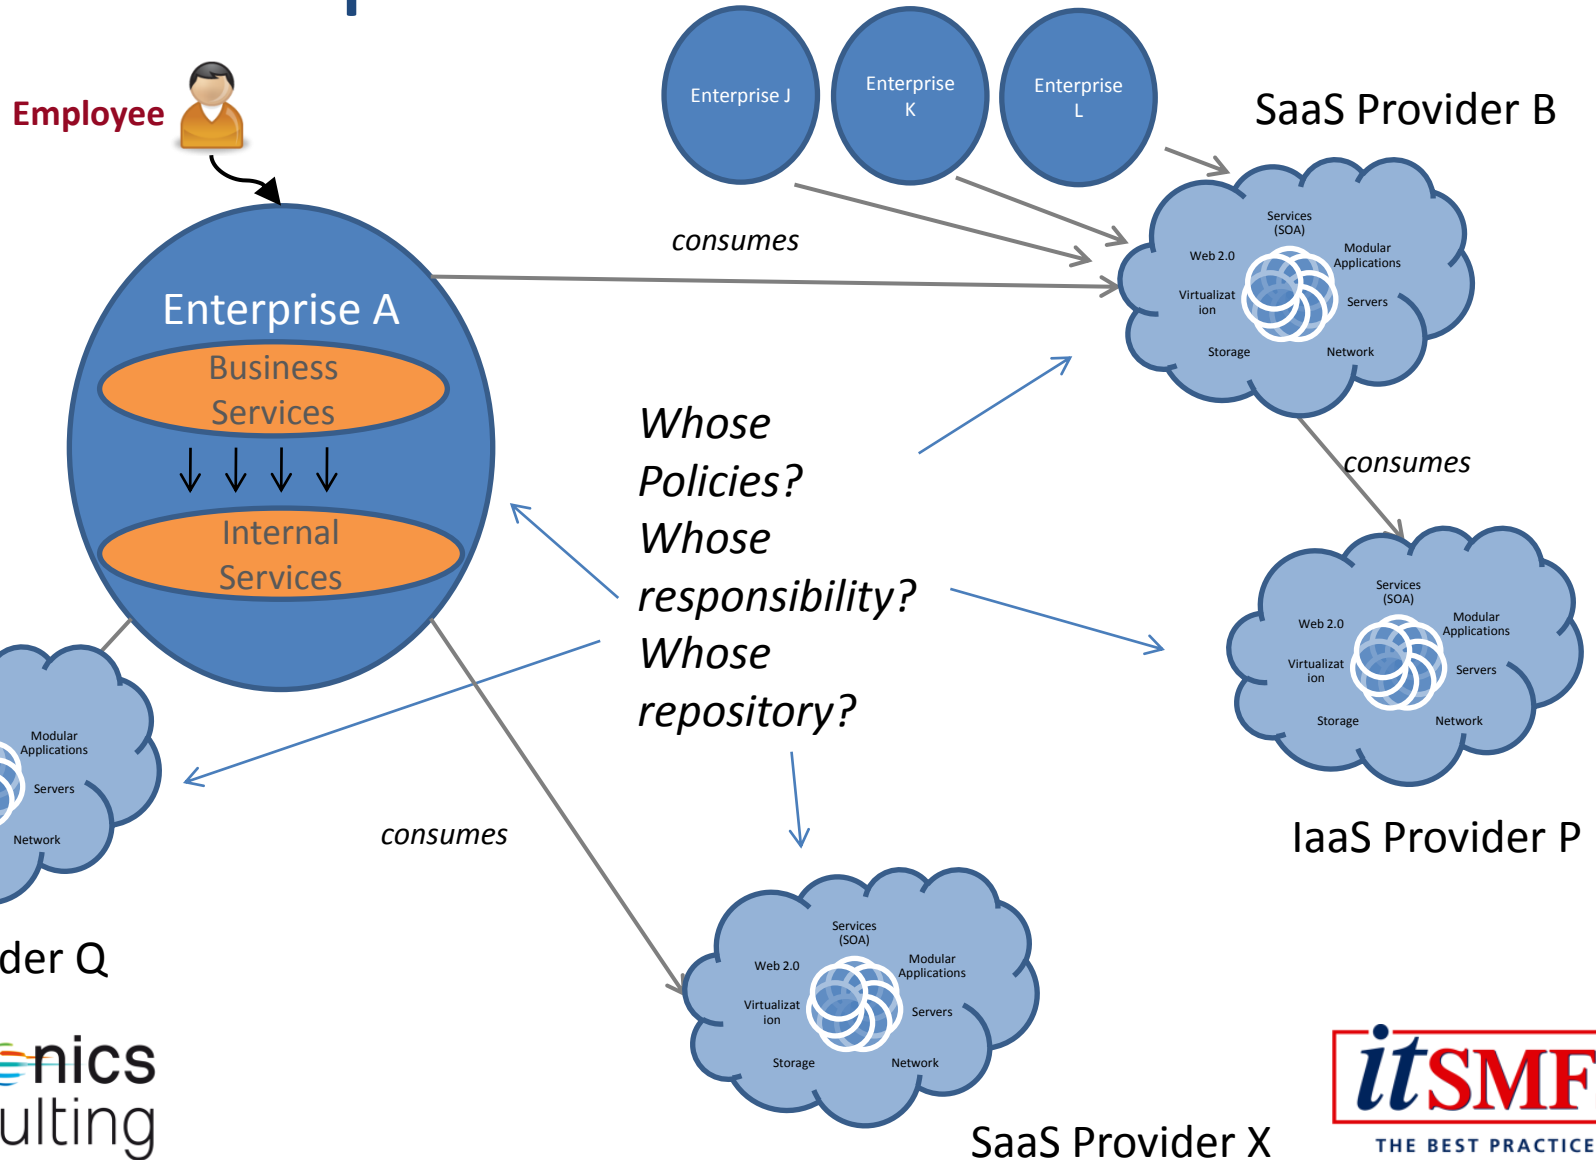 Employee
Enterprise J
Enterprise
K
Enterprise
L
SaaS Provider B
consumes
Services
(SOA)
Web 2.0
Modular
Applications
Virtualizat
ion
Servers
Storage
Network
Enterprise A
Business
Services
Internal
Services
Whose
Policies?
Whose
responsibility?
Whose
repository?
consumes
Services
(SOA)
Web 2.0
Modular
Applications
Virtualizat
ion
Servers
Storage
Network
IaaS Provider P
Modular
Applications
Servers
Network
der Q
consumes
Services
(SOA)
Web 2.0
Modular
Applications
Virtualizat
ion
Servers
Storage
Network
SaaS Provider X
nics
ulting
itSMF
THE BEST PRACTICE